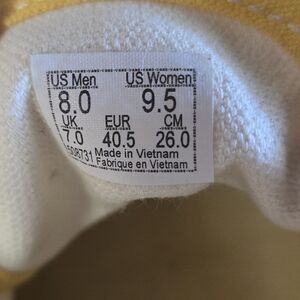 US Men US Women
8.0 9.5
UK EUR CM
7.0 40.5 26.0
Made in Vietnam
Fabrique en Vietnam